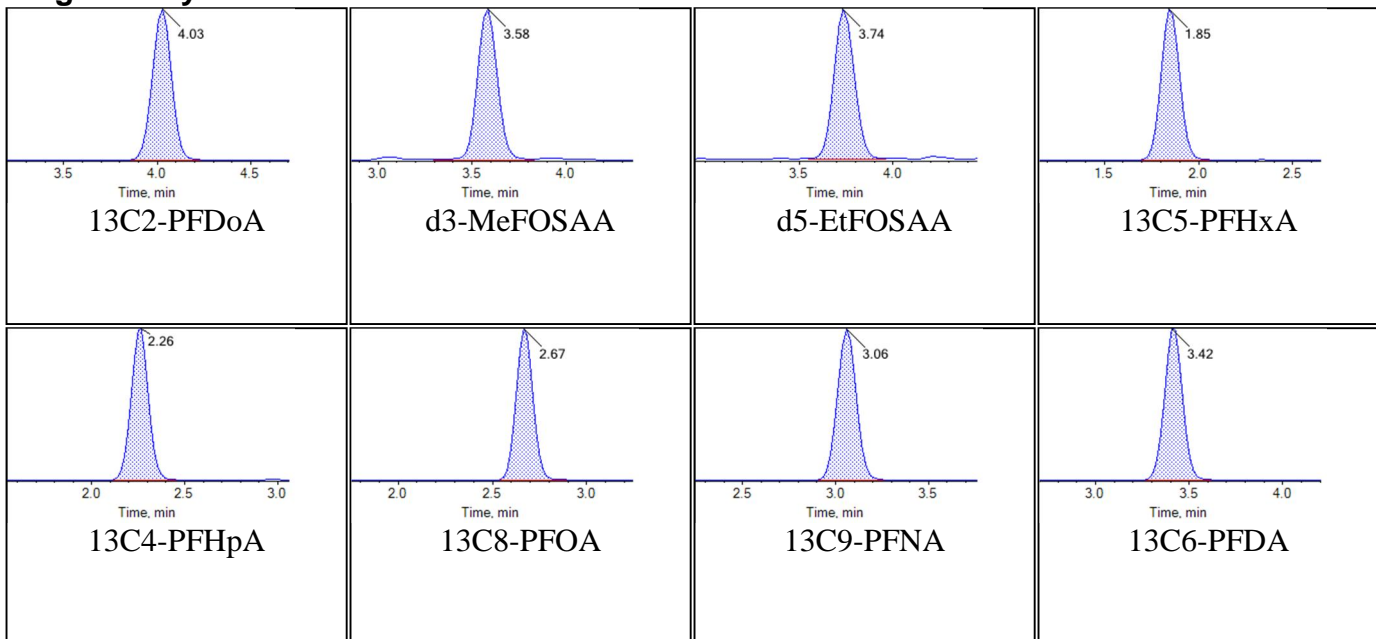 4.03
3.5 4.0 4.5
Time, min
13C2-PFDoA
3.58
3.0 3.5 4.0
Time, min
d3-MeFOSAA
3.74
3.5 4.0
Time, min
d5-EtFOSAA
1.85
1.5 2.0 2.5
Time, min
13C5-PFHxA
2.26
2.0 2.5 3.0
Time, min
13C4-PFHpA
2.67
2.0 2.5 3.0
Time, min
13C8-PFOA
3.06
2.5 3.0 3.5
Time, min
13C9-PFNA
3.42
3.0 3.5 4.0
Time, min
13C6-PFDA